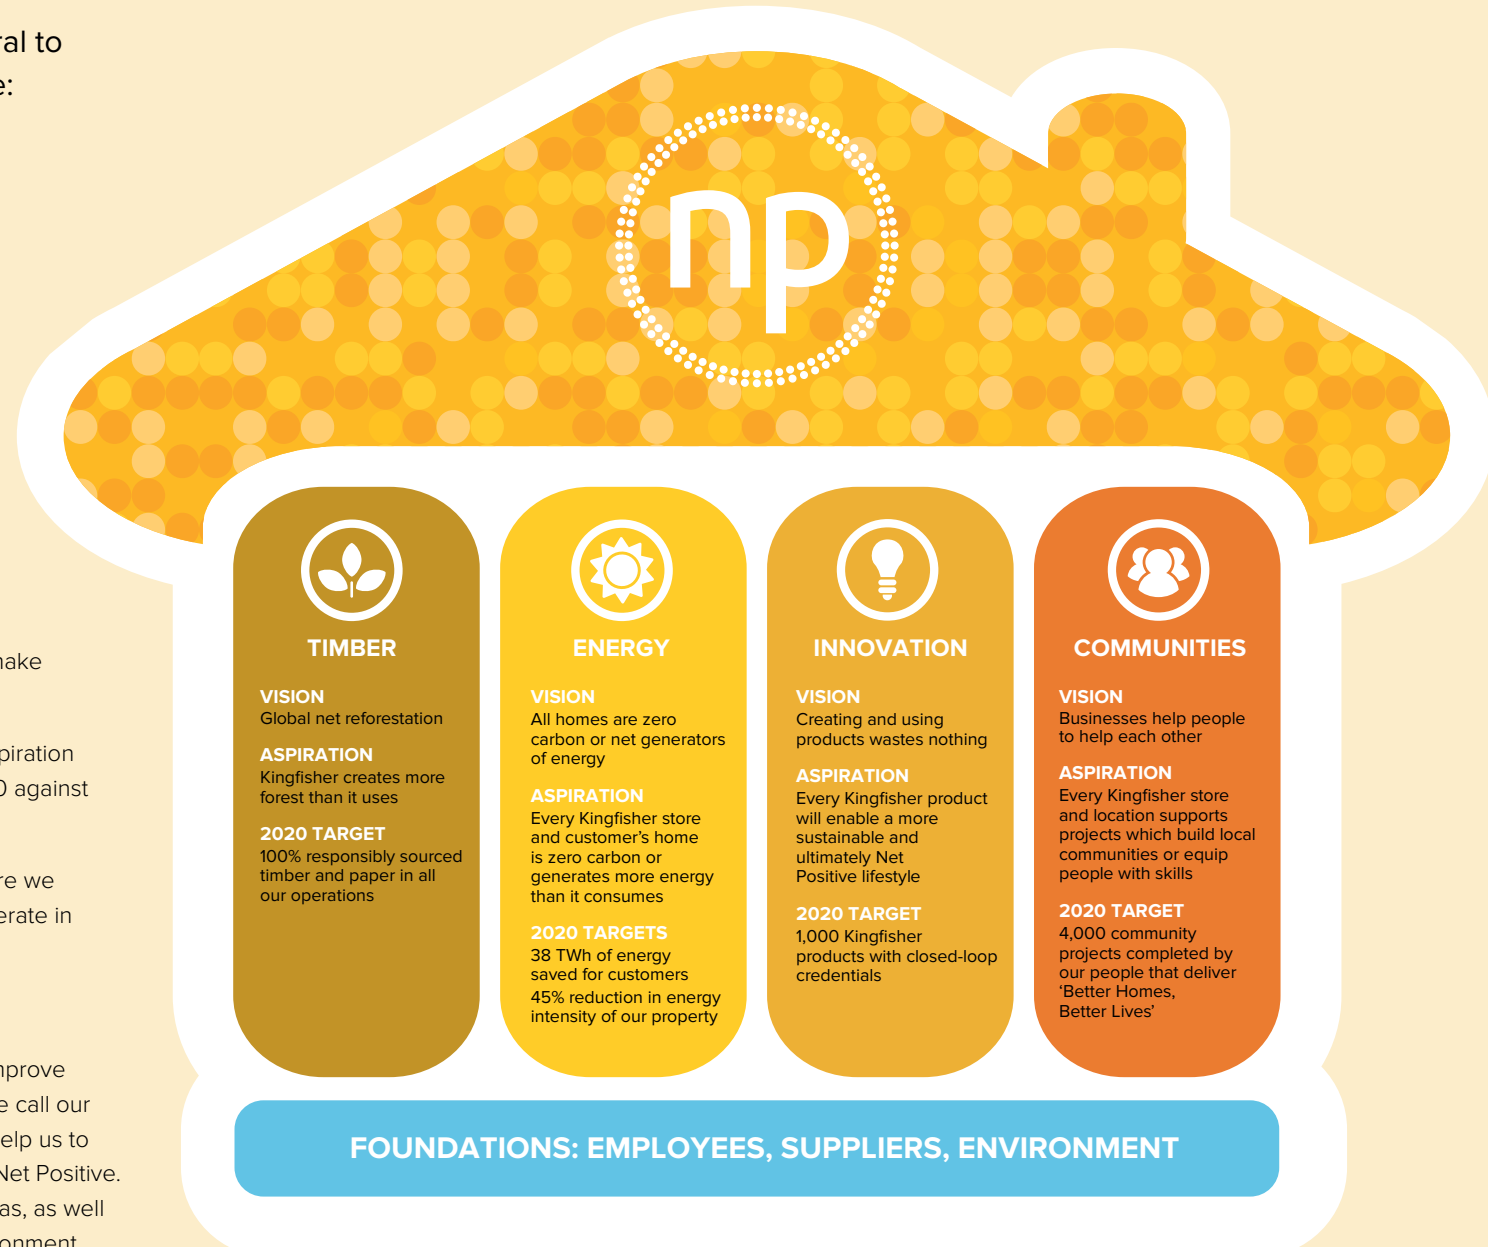 ral to
e:
np
nake
piration
0 against
re we
erate in
nprove
e call our
elp us to
Net Positive.
as, as well
onment
TIMBER
VISION
Global net reforestation
ASPIRATION
Kingfisher creates more
forest than it uses
2020 TARGET
100% responsibly sourced
timber and paper in all
our operations
ENERGY
VISION
All homes are zero
carbon or net generators
of energy
ASPIRATION
Every Kingfisher store
and customer’s home
is zero carbon or
generates more energy
than it consumes
2020 TARGETS
38 TWh of energy
saved for customers
45% reduction in energy
intensity of our property
INNOVATION
VISION
Creating and using
products wastes nothing
ASPIRATION
Every Kingfisher product
will enable a more
sustainable and
ultimately Net
Positive lifestyle
2020 TARGET
1,000 Kingfisher
products with closed-loop
credentials
COMMUNITIES
VISION
Businesses help people
to help each other
ASPIRATION
Every Kingfisher store
and location supports
projects which build local
communities or equip
people with skills
2020 TARGET
4,000 community
projects completed by
our people that deliver
‘Better Homes,
Better Lives’
FOUNDATIONS: EMPLOYEES, SUPPLIERS, ENVIRONMENT